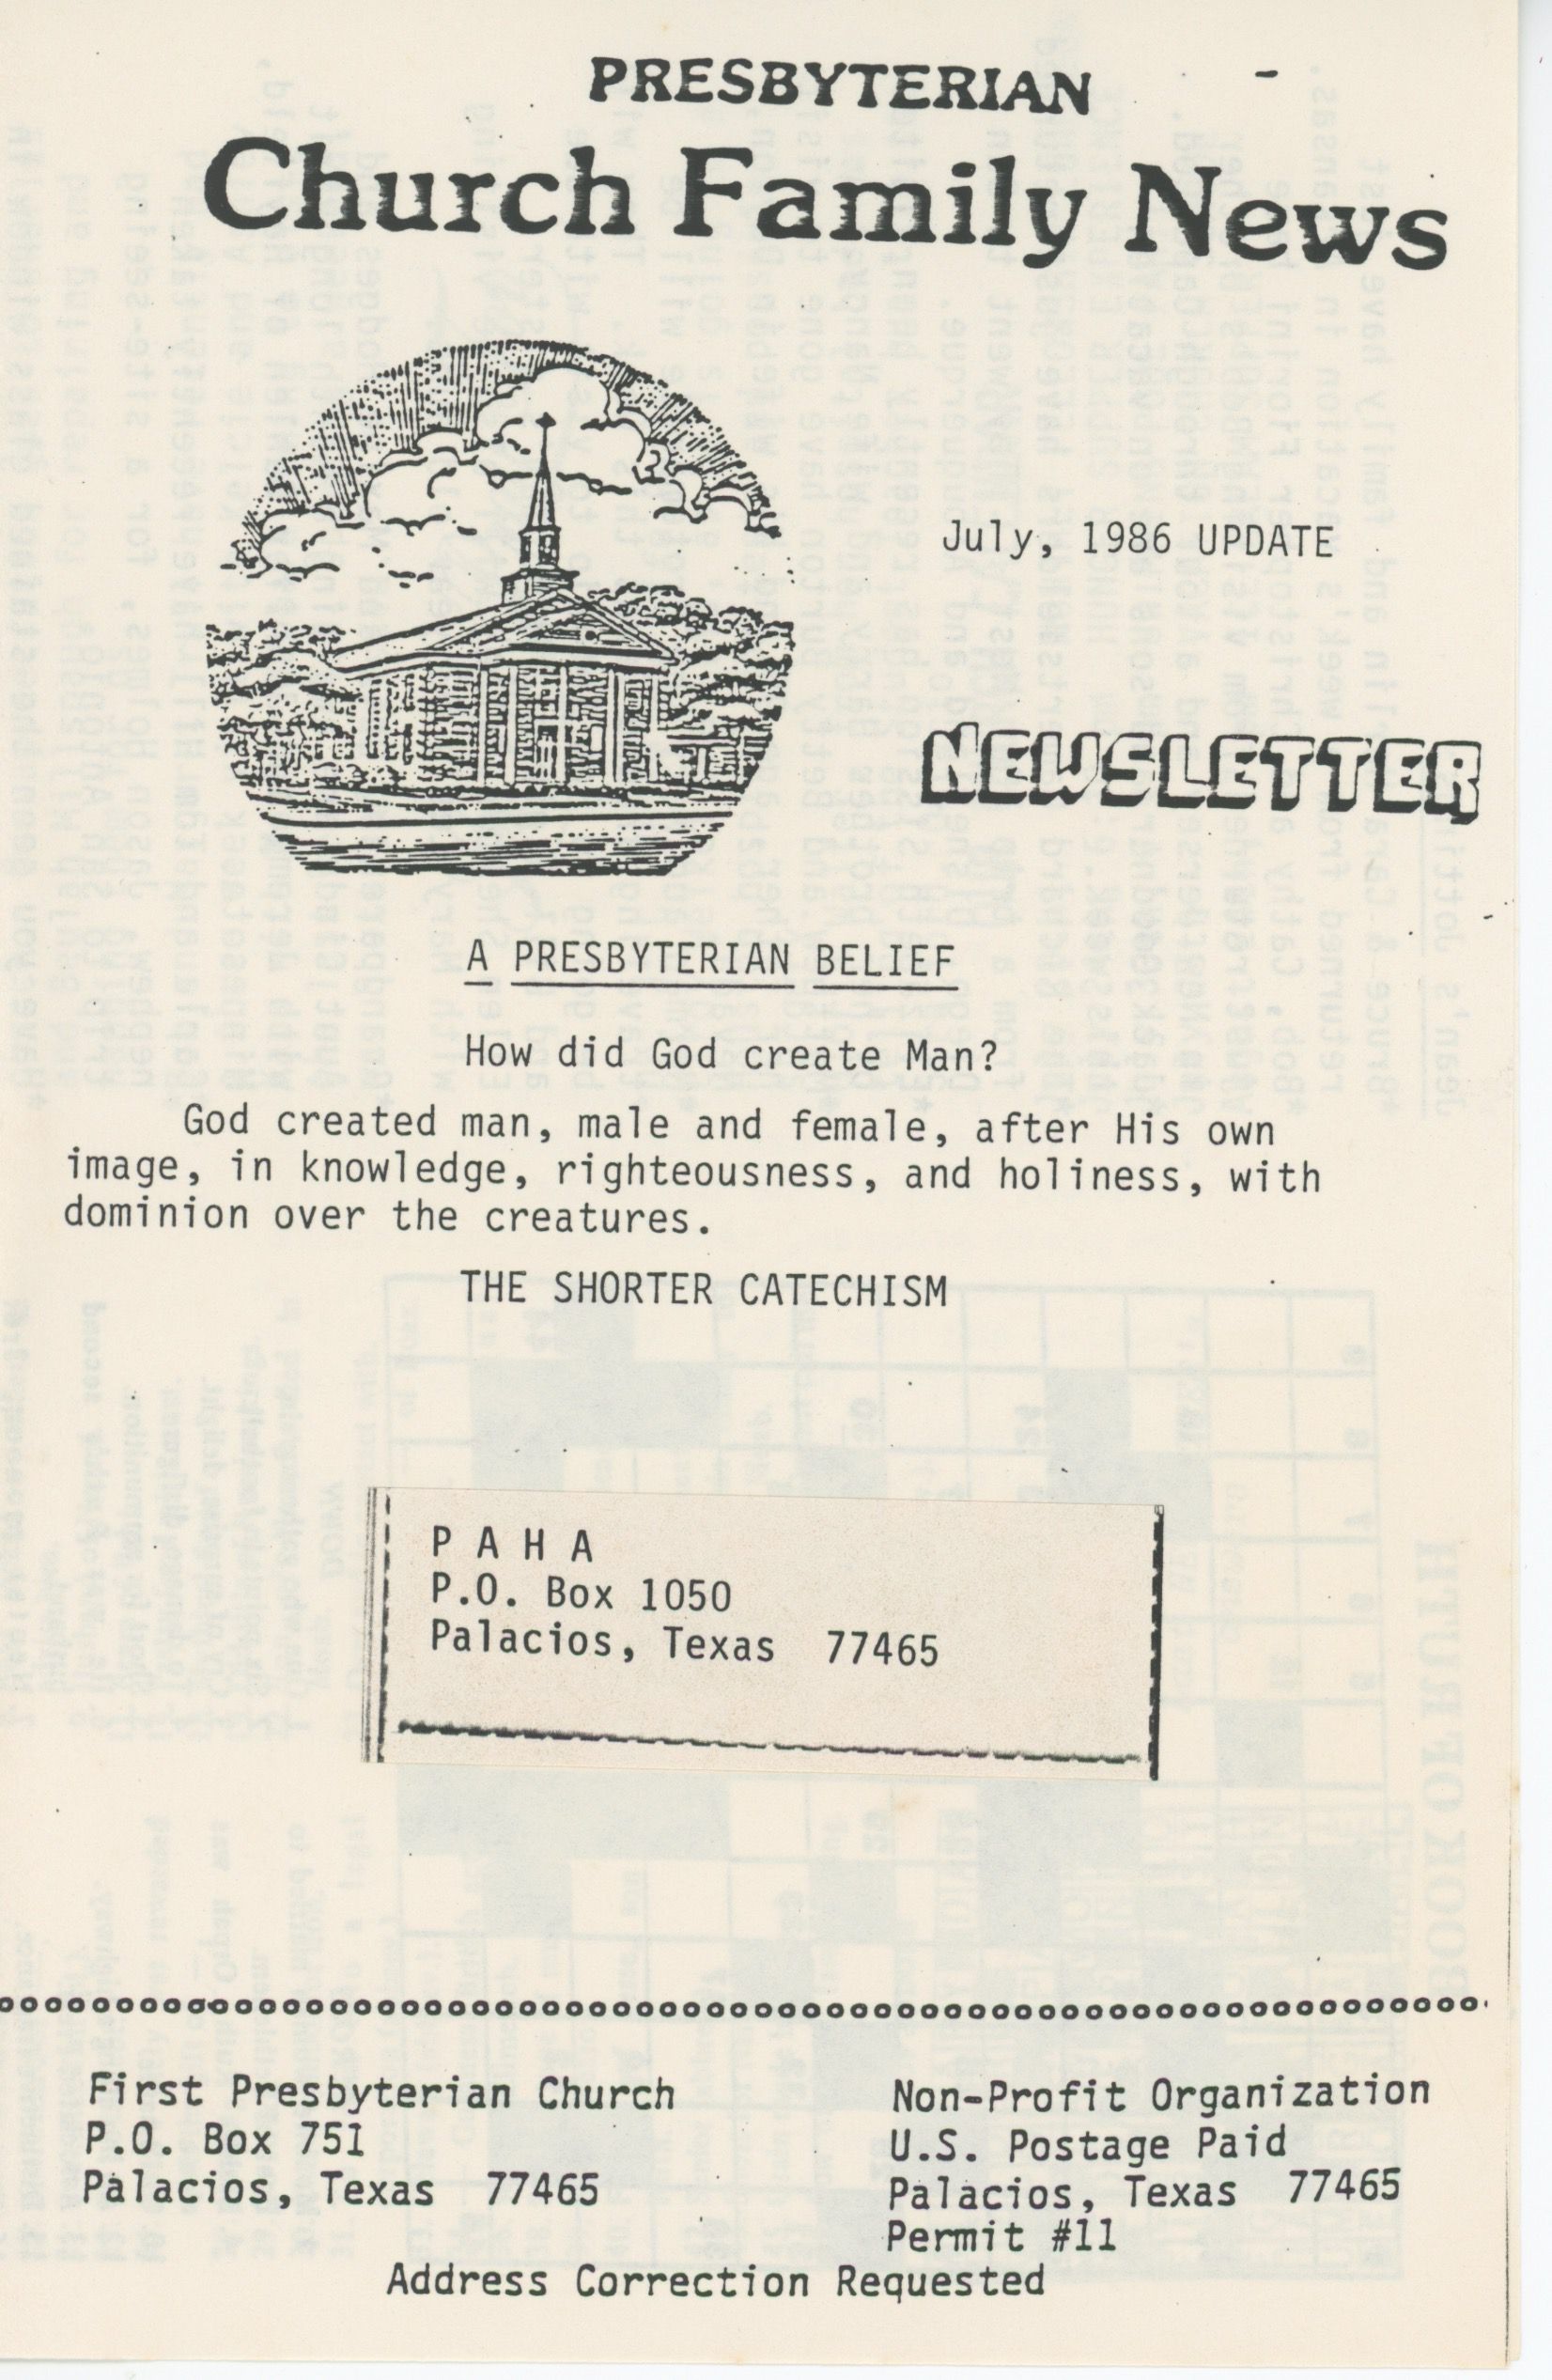 PRESBYTERIAN
Church Family News
July, 1986 UPDATE
NEWSLETTER
A PRESBYTERIAN BELIEF
How did God create Man?
God created man, male and female, after His own
image, in knowledge, righteousness, and holiness, with
dominion over the creatures.
THE SHORTER CATECHISM
P A H A
P.O. Box 1050
Palacios, Texas 77465
First Presbyterian Church
P.O. Box 751
Palacios, Texas 77465
Non-Profit Organization
U.S. Postage Paid
Palacios, Texas 77465
Permit #11
Address Correction Requested